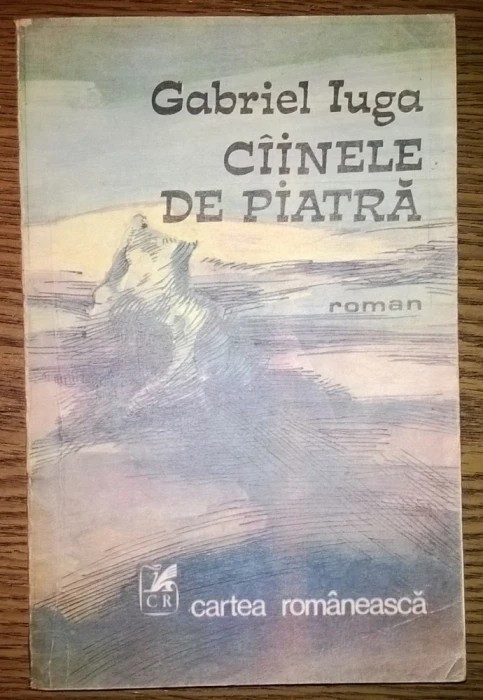 Gabriel Iuga
CÎINELE
DE PIATRĂ
roman
CR
cartea românească